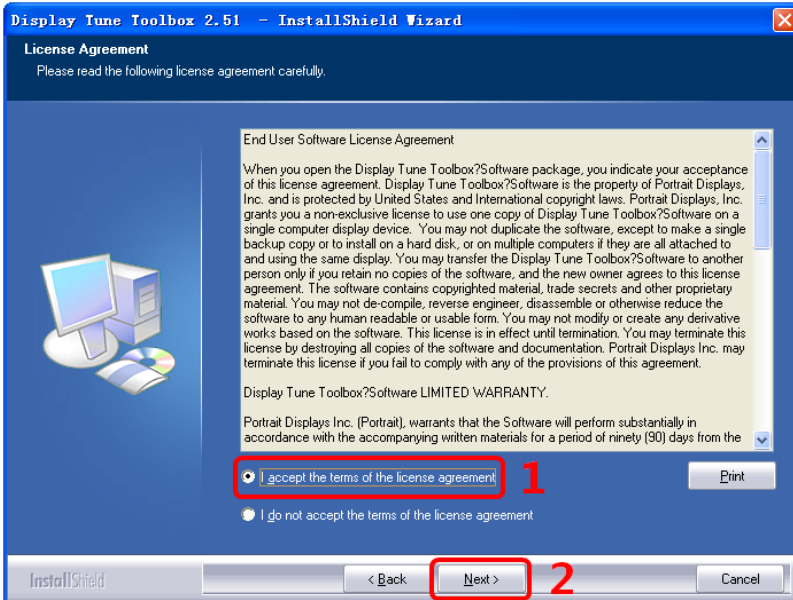 Display Tune Toolbox 2.51 - InstallShield Wizard
License Agreement
Please read the following license agreement carefully.
End User Software License Agreement
When you open the Display Tune Toolbox?Software package, you indicate your acceptance
of this license agreement. Display Tune Toolbox?Software is the property of Portrait Displays,
Inc. and is protected by United States and International copyright laws. Portrait Displays, Inc.
grants you a non-exclusive license to use one copy of Display Tune Toolbox?Software on a
single computer display device.  You may not duplicate the software, except to make a single
backup copy or to install on a hard disk, or on multiple computers if they are all attached to
and using the same display. You may transfer the Display Tune Toolbox?Software to another
person only if you retain no copies of the software, and the new owner agrees to this license
agreement. The software contains copyrighted material, trade secrets and other proprietary
material. You may not de-compile, reverse engineer, disassemble or otherwise reduce the
software to any human readable or usable form. You may not modify or create any derivative
works based on the software. This license is in effect until termination. You may terminate this
license by destroying all copies of the software and documentation. Portrait Displays Inc. may
terminate this license if you fail to comply with any of the provisions of this agreement.
Display Tune Toolbox?Software LIMITED WARRANTY.
Portrait Displays Inc. (Portrait), warrants that the Software will perform substantially in
accordance with the accompanying written materials for a period of ninety (90) days from the
I accept the terms of the license agreement 1
Print
I do not accept the terms of the license agreement
InstallShield
< Back
Next >
2
Cancel